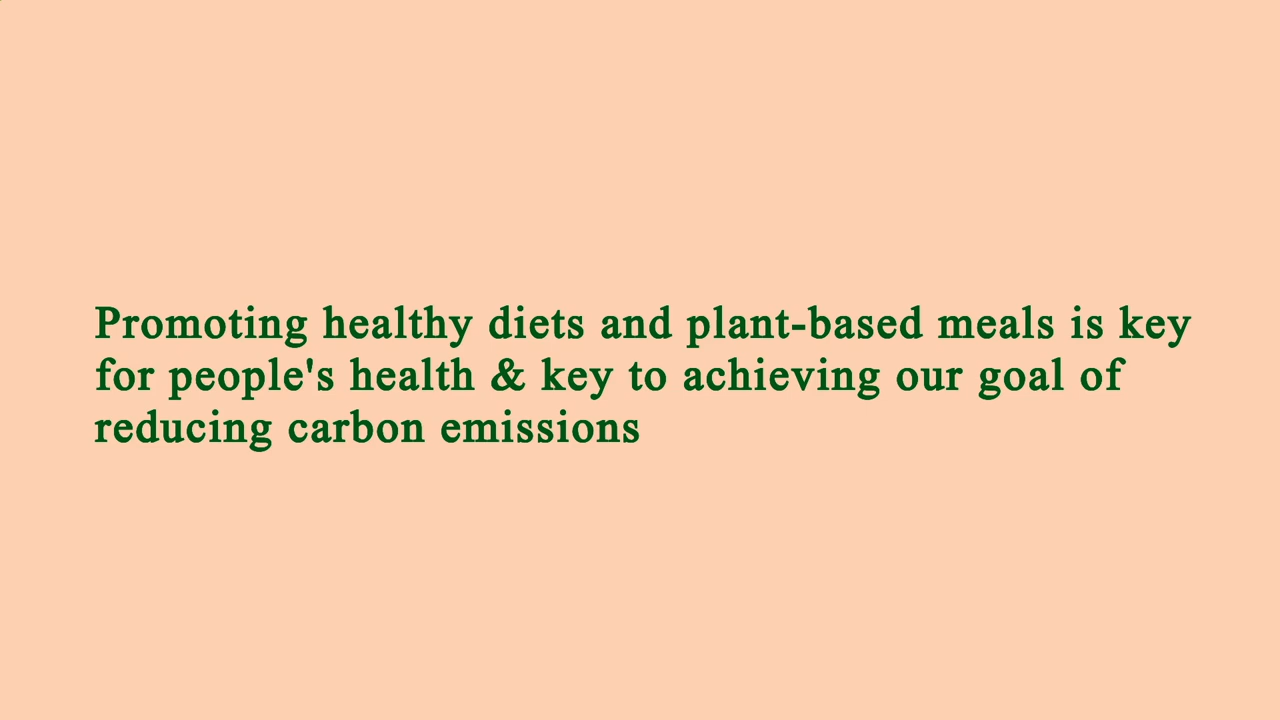 Promoting healthy diets and plant-based meals is key
for people's health & key to achieving our goal of
reducing carbon emissions